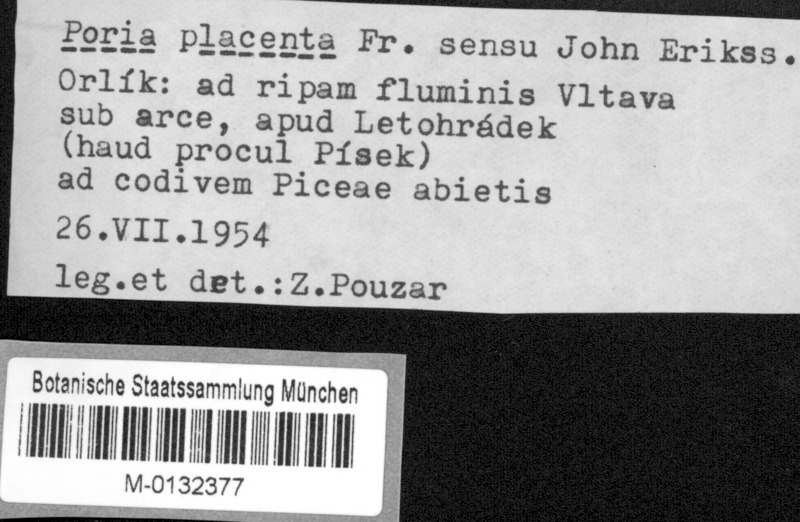 Poria placenta Fr. sensu John Erikss.
Orlík: ad ripam fluminis Vltava
sub arce, apud Letohrádek
(haud procul Písek)
ad codivem Piceae abietis
26.VII.1954
leg.et det.:Z.Pouzar
Botanische Staatssammlung München
M-0132377